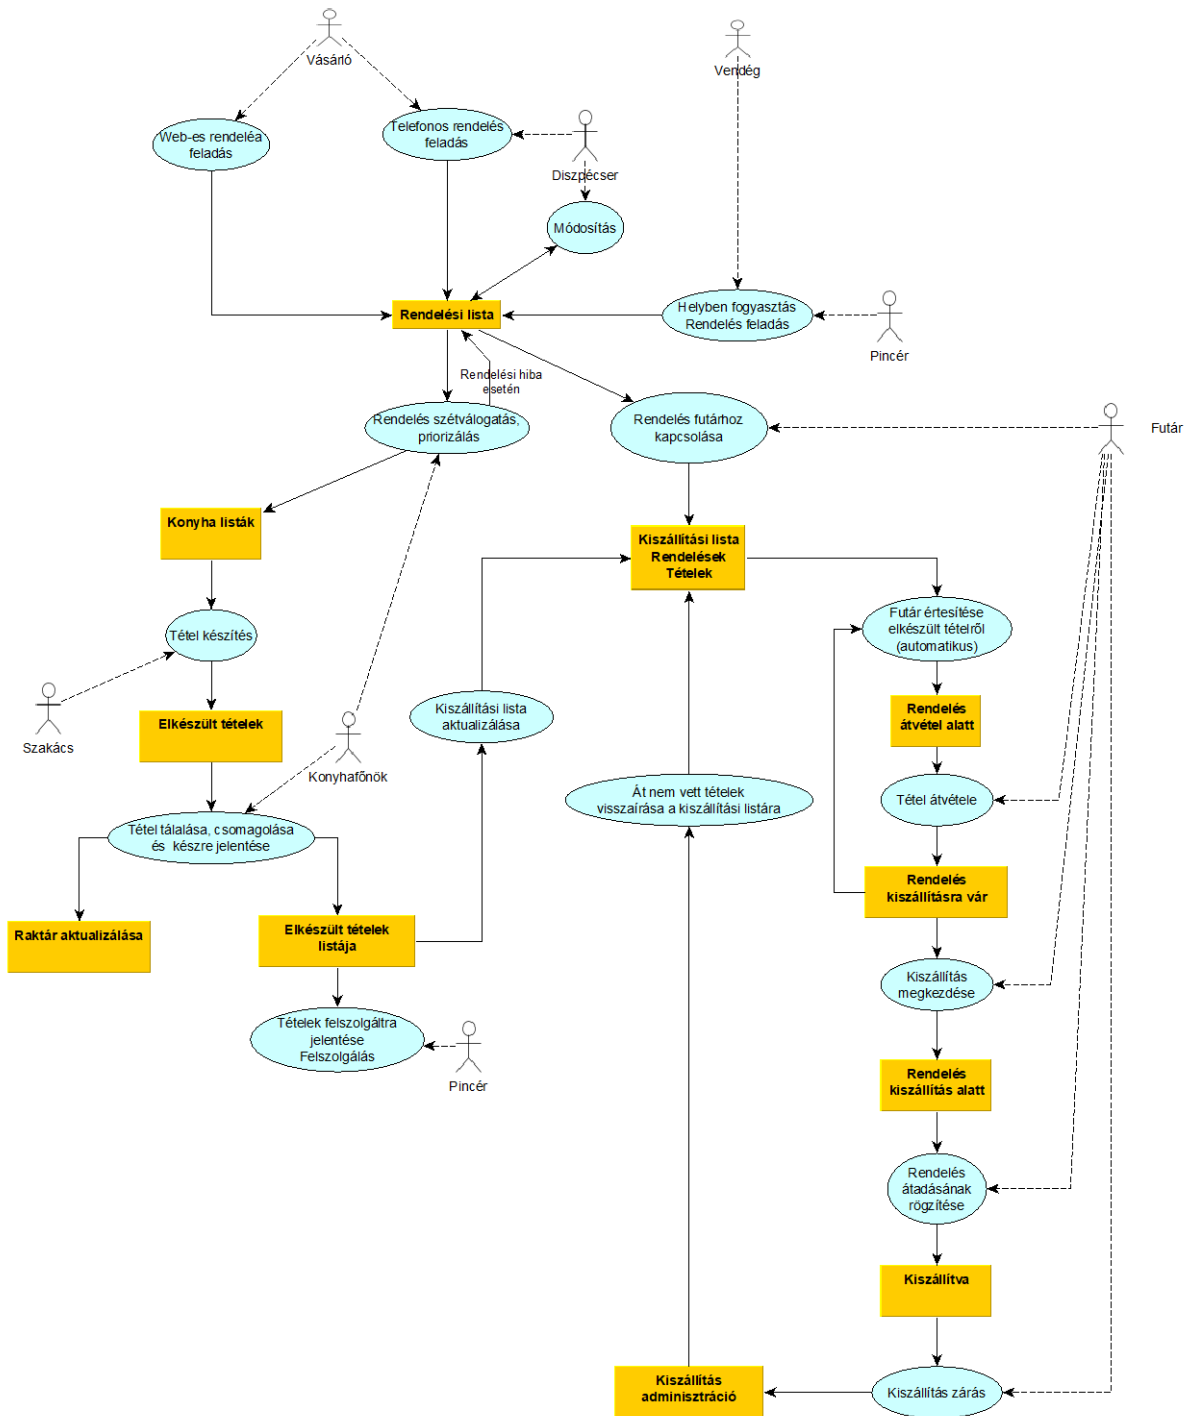 Vásárló
Vendég
Web-es rendeléa
feladás
Telefonos rendelés
feladás
Diszpécser
Módosítás
Rendelési lista
Helyben fogyasztás
Rendelés feladás
Pincér
Rendelési hiba
esetén
Rendelés szétválogatás,
priorizálás
Rendelés futárhoz
kapcsolása
Futár
Konyha listák
Kiszállítási lista
Rendelések
Tételek
Tétel készítés
Futár értesítése
elkészült tételről
(automatikus)
Szakács
Elkészült tételek
Kiszállítási lista
aktualizálása
Rendelés
átvétel alatt
Konyhafőnök
Át nem vett tételek
visszaírása a kiszállítási listára
Tétel átvétele
Tétel tálalása, csomagolása
és készre jelentése
Rendelés
kiszállításra vár
Raktár aktualizálása
Elkészült tételek
listája
Kiszállítás
megkezdése
Tételek felszolgáltra
jelentése
Felszolgálás
Pincér
Rendelés
kiszállítás alatt
Rendelés
átadásának
rögzítése
Kiszállítva
Kiszállítás
adminisztráció
Kiszállítás zárás